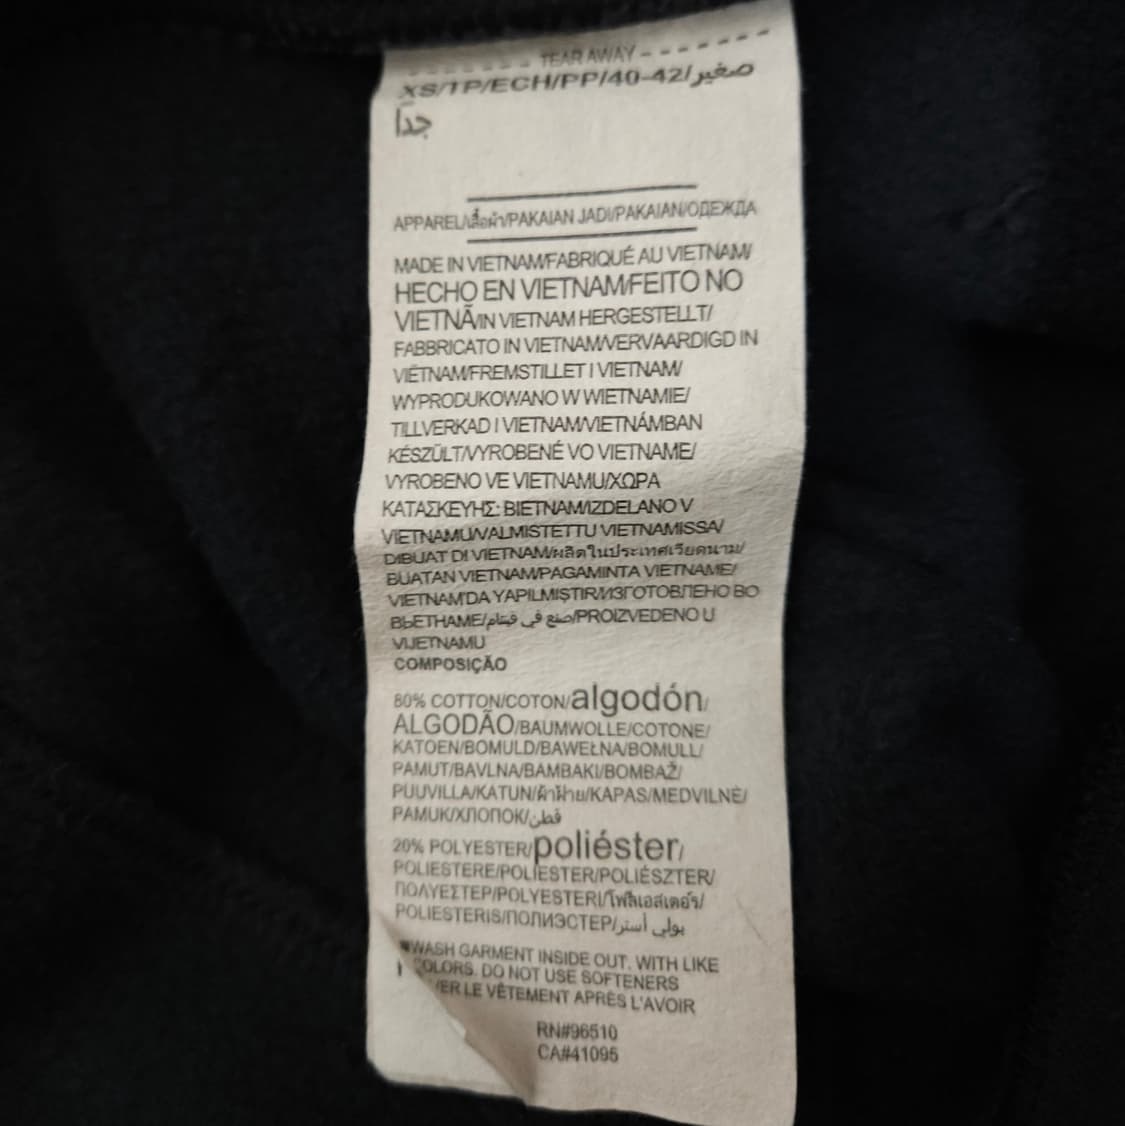 TEAR AWAY
XS/TP/ECH/PP/40-42/صغير
جداً
APPAREL/เสื้อผ้า/PAKAIAN JADI/PAKAIAN/ОДЕЖДА
MADE IN VIETNAM/FABRIQUÉ AU VIETNAM/
HECHO EN VIETNAM/FEITO NO
VIETNÃ/IN VIETNAM HERGESTELLT/
FABBRICATO IN VIETNAM/VERVAARDIGD IN
VIËTNAM/FREMSTILLET I VIETNAM/
WYPRODUKOWANO W WIETNAMIE/
TILLVERKAD I VIETNAM/VIETNÁMBAN
KÉSZÜLT/VYROBENÉ VO VIETNAME/
VYROBENO VE VIETNAMU/ΧΩΡΑ
ΚΑΤΑΣΚΕΥΗΣ: ΒΙΕΤΝΑΜ/IZDELANO V
VIETNAMU/VALMISTETTU VIETNAMISSA/
DIBUAT DI VIETNAM/ผลิตในประเทศเวียดนาม/
BUATAN VIETNAM/PAGAMINTA VIETNAME/
VIETNAM'DA YAPILMIŞTIR/ИЗГОТОВЛЕНО ВО
ВЬЕТНАМЕ/صنع في فيتنام/PROIZVEDENO U
VIJETNAMU
COMPOSIÇÃO
80% COTTON/COTON/algodón/
ALGODÃO/BAUMWOLLE/COTONE/
KATOEN/BOMULD/BAWEŁNA/BOMULL/
PAMUT/BAVLNA/BAMBAKI/BOMBAŽ/
PUUVILLA/KATUN/ผ้าฝ้าย/KAPAS/MEDVILNĖ/
PAMUK/ХЛОПОК/قطن
20% POLYESTER/poliéster/
POLIESTERE/POLIESTER/POLIÉSZTER/
ΠΟΛΥΕΣΤΕΡ/POLYESTERI/โพลีเอสเตอร์/
POLIESTERIS/ПОЛИЭСТЕР/بولي أستر
WASH GARMENT INSIDE OUT. WITH LIKE
COLORS. DO NOT USE SOFTENERS
LE VÊTEMENT APRÈS L'AVOIR
RN#96510
CA#41095